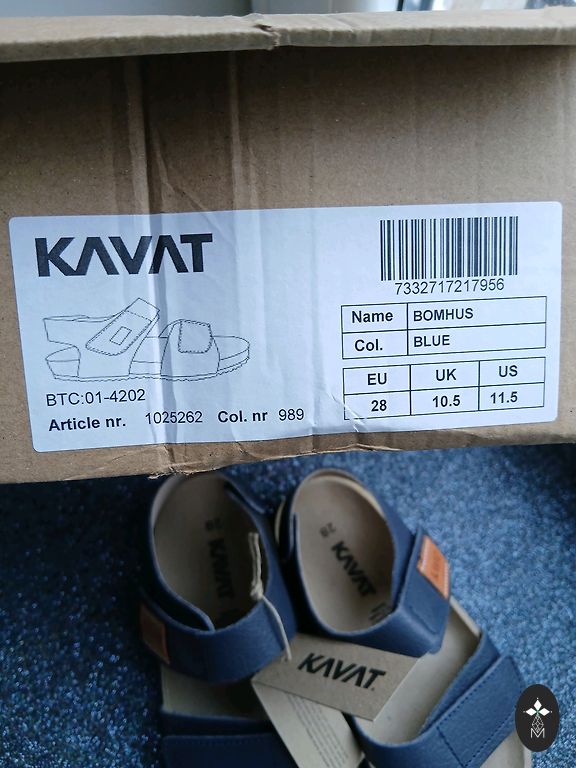 KAVAT
7332717217956
Name BOMHUS
Col. BLUE
BTC:01-4202
EU UK US
28 10.5 11.5
Article nr. 1025262 Col. nr 989
28
KAVAT
28
KAVAT
KAVAT
M